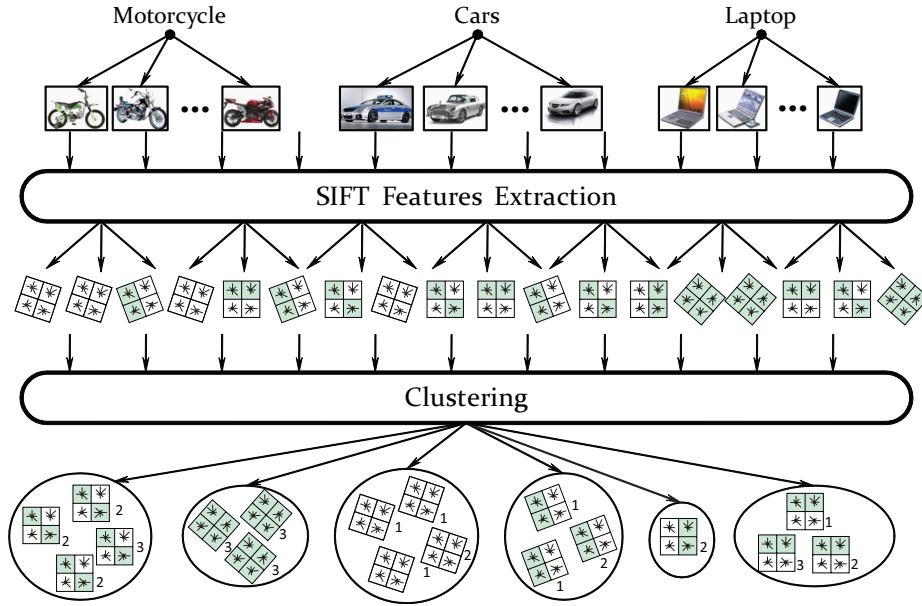 Motorcycle Cars Laptop
SIFT Features Extraction
Clustering
2 2 3 2
3 3 3
1 1 2 1
1 2 1
2
1 3 2